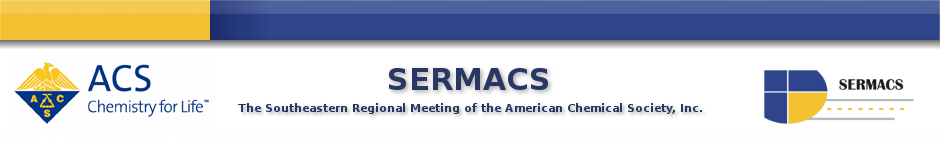 ACS
Chemistry for Life™
A C S
S
SERMACS
The Southeastern Regional Meeting of the American Chemical Society, Inc.
SERMACS